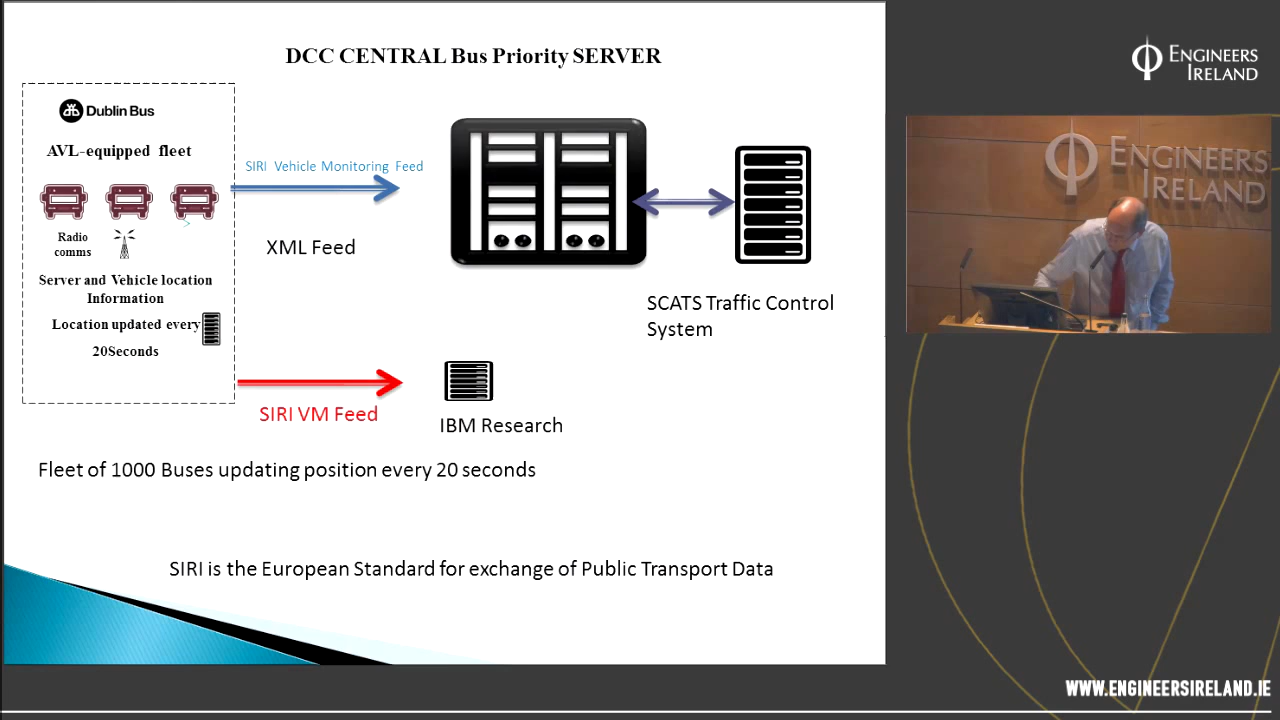 DCC CENTRAL Bus Priority SERVER
Dublin Bus
AVL-equipped fleet
Radio
comms
Server and Vehicle location
Information
Location updated every
20Seconds
SIRI Vehicle Monitoring Feed
XML Feed
SCATS Traffic Control
System
SIRI VM Feed
IBM Research
Fleet of 1000 Buses updating position every 20 seconds
SIRI is the European Standard for exchange of Public Transport Data
ENGINEERS
IRELAND
ENGINEERS
IRELAND
WWW.ENGINEERSIRELAND.IE